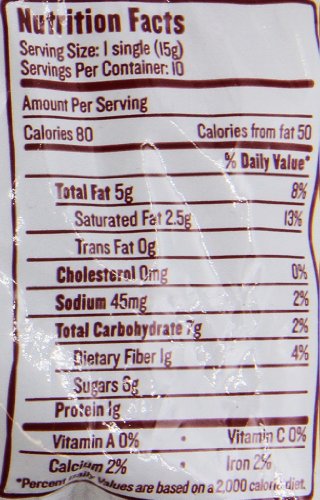 Nutrition Facts
Serving Size: 1 single (15g)
Servings Per Container: 10
Amount Per Serving
Calories 80 Calories from fat 50
% Daily Value*
Total Fat 5g 8%
Saturated Fat 2.5g 13%
Trans Fat 0g
Cholesterol 0mg 0%
Sodium 45mg 2%
Total Carbohydrate 7g 2%
Dietary Fiber 1g 4%
Sugars 6g
Protein 1g
Vitamin A 0% • Vitamin C 0%
Calcium 2% • Iron 2%
*Percent Daily Values are based on a 2,000 calorie diet.